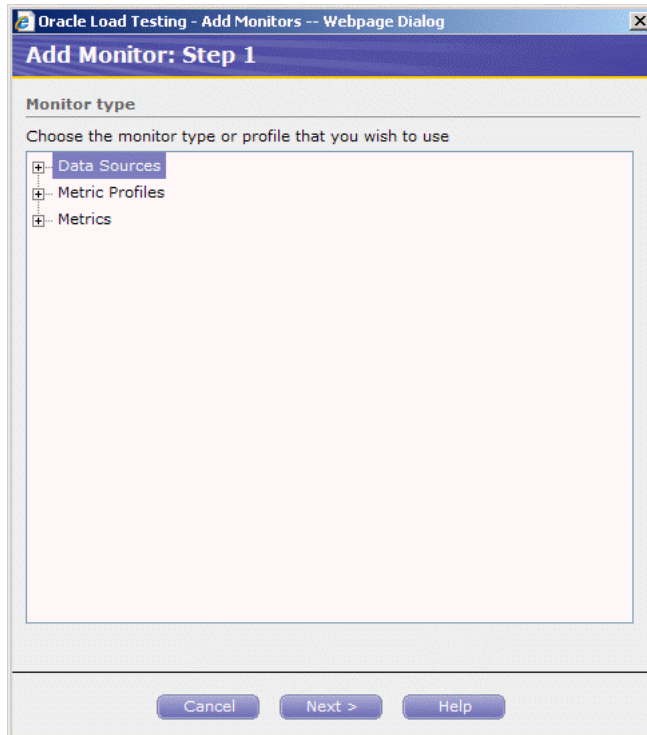 Oracle Load Testing - Add Monitors -- Webpage Dialog
Add Monitor: Step 1
Monitor type
Choose the monitor type or profile that you wish to use
Data Sources
Metric Profiles
Metrics
Cancel Next > Help